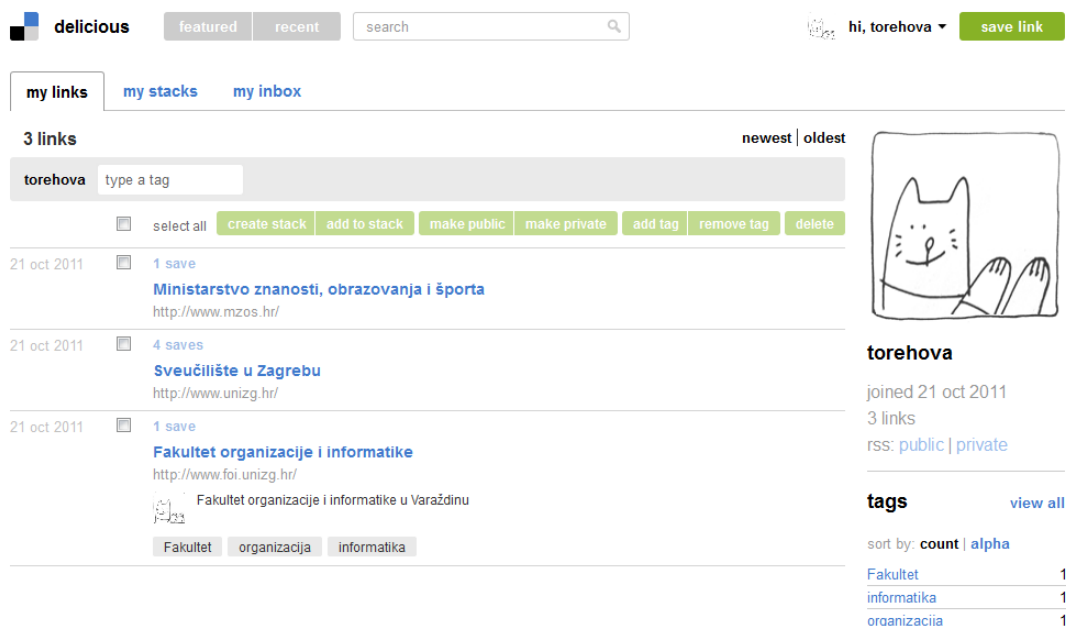 delicious featured recent search hi, torehova save link
my links my stacks my inbox
3 links newest | oldest
torehova type a tag
select all create stack add to stack make public make private add tag remove tag delete
21 oct 2011 1 save
Ministarstvo znanosti, obrazovanja i športa
http://www.mzos.hr/
21 oct 2011 4 saves
Sveučilište u Zagrebu
http://www.unizg.hr/
21 oct 2011 1 save
Fakultet organizacije i informatike
http://www.foi.unizg.hr/
Fakultet organizacije i informatike u Varaždinu
Fakultet organizacija informatika
torehova
joined 21 oct 2011
3 links
rss: public | private
tags view all
sort by: count | alpha
Fakultet 1
informatika 1
organizacija 1